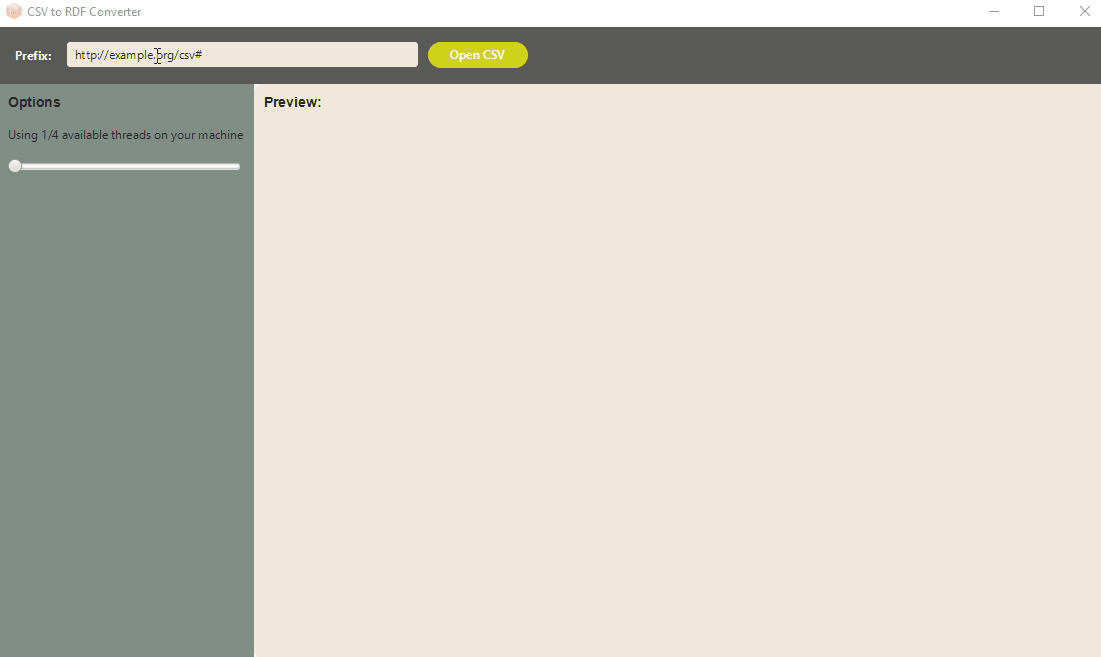 CSV to RDF Converter
Prefix: http://example.org/csv# Open CSV
Options
Using 1/4 available threads on your machine
Preview: